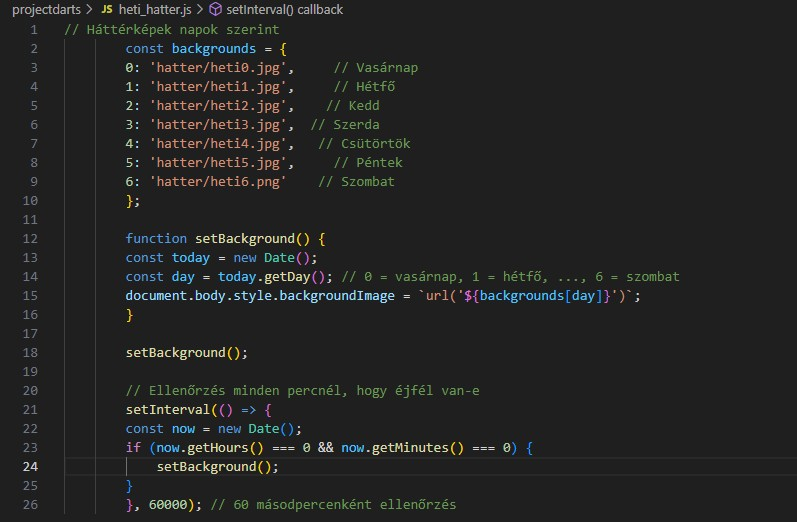 projectdarts > JS heti_hatter.js > setInterval() callback
1 // Háttérképek napok szerint
2 const backgrounds = {
3 0: 'hatter/heti0.jpg', // Vasárnap
4 1: 'hatter/heti1.jpg', // Hétfő
5 2: 'hatter/heti2.jpg', // Kedd
6 3: 'hatter/heti3.jpg', // Szerda
7 4: 'hatter/heti4.jpg', // Csütörtök
8 5: 'hatter/heti5.jpg', // Péntek
9 6: 'hatter/heti6.png' // Szombat
10 };
11
12 function setBackground() {
13 const today = new Date();
14 const day = today.getDay(); // 0 = vasárnap, 1 = hétfő, ..., 6 = szombat
15 document.body.style.backgroundImage = `url('${backgrounds[day]}')`;
16 }
17
18 setBackground();
19
20 // Ellenőrzés minden percnél, hogy éjfél van-e
21 setInterval(() => {
22 const now = new Date();
23 if (now.getHours() === 0 && now.getMinutes() === 0) {
24 setBackground();
25 }
26 }, 60000); // 60 másodpercenként ellenőrzés